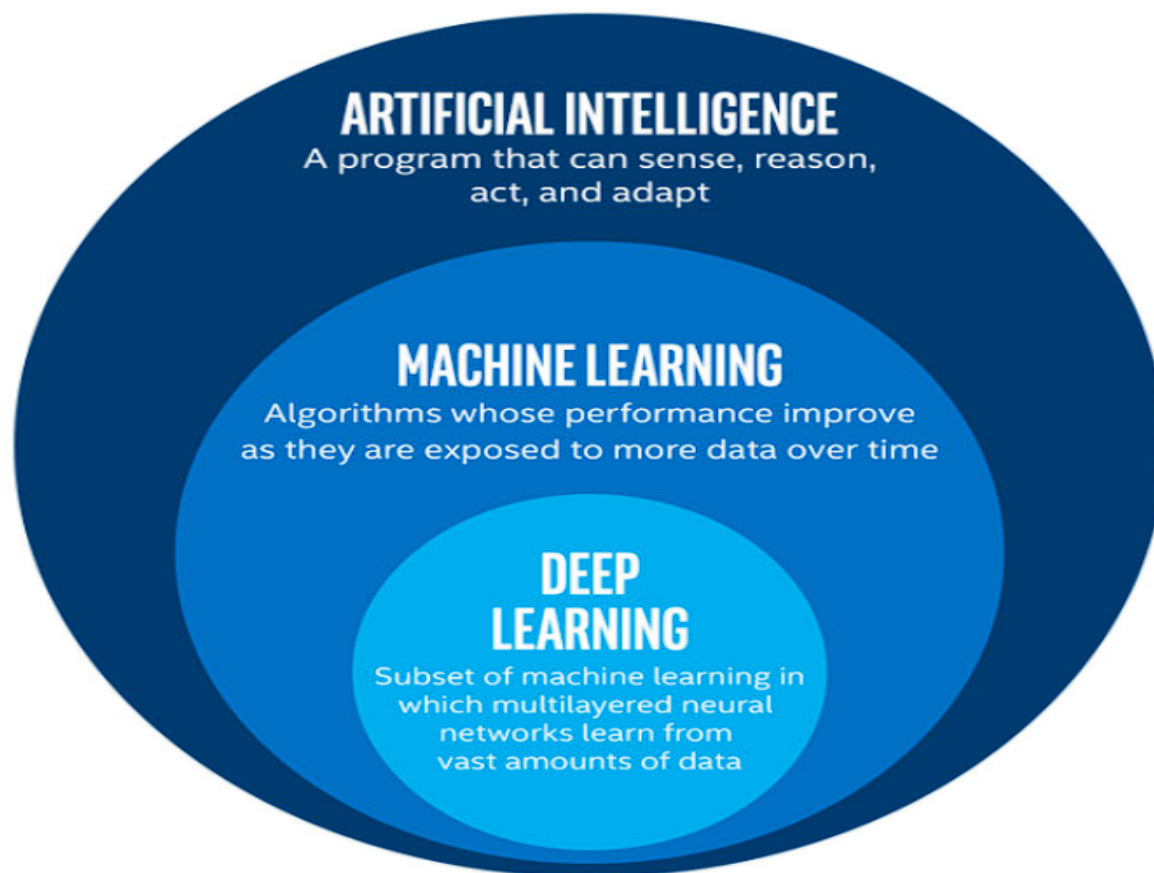 ARTIFICIAL INTELLIGENCE
A program that can sense, reason,
act, and adapt
MACHINE LEARNING
Algorithms whose performance improve
as they are exposed to more data over time
DEEP
LEARNING
Subset of machine learning in
which multilayered neural
networks learn from
vast amounts of data